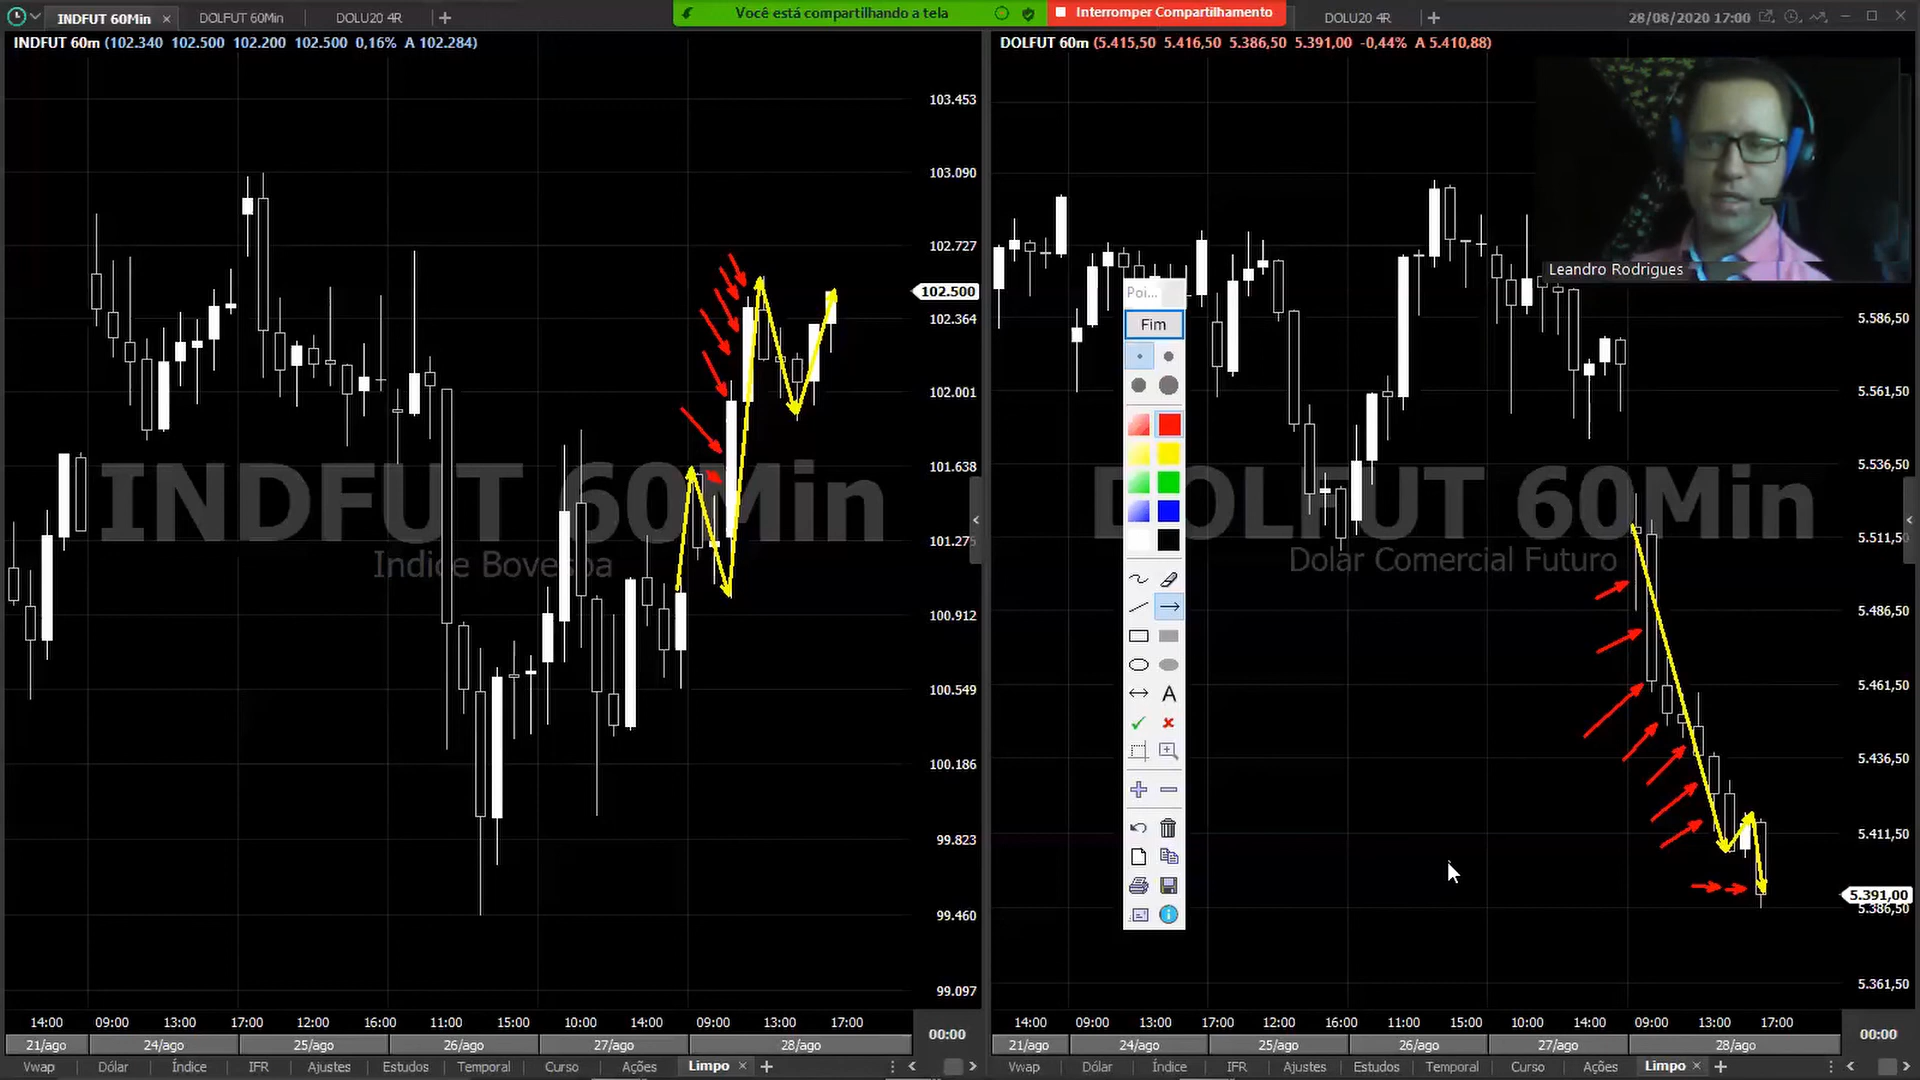 INDFUT 60Min
DOLFUT 60Min
DOLU20 4R
Você está compartilhando a tela
Interromper Compartilhamento
DOLU20 4R
28/08/2020 17:00
INDFUT 60m (102.340 102.500 102.200 102.500 0,16% A 102.284)
DOLFUT 60m (5.415,50 5.416,50 5.386,50 5.391,00 -0,44% A 5.410,88)
103.453
103.090
102.727
102.500
102.364
102.001
101.638
101.275
100.912
100.549
100.186
99.823
99.460
99.097
INDFUT 60Min
Indice Bovespa
Poi...
Fim
A
Leandro Rodrigues
5.586,50
5.561,50
5.536,50
5.511,50
5.486,50
5.461,50
5.436,50
5.411,50
5.391,00
5.386,50
5.361,50
DOLFUT 60Min
Dolar Comercial Futuro
14:00 09:00 13:00 17:00 12:00 16:00 11:00 15:00 10:00 14:00 09:00 13:00 17:00
00:00
21/ago 24/ago 25/ago 26/ago 27/ago 28/ago
Vwap Dólar Índice IFR Ajustes Estudos Temporal Curso Ações Limpo
14:00 09:00 13:00 17:00 12:00 16:00 11:00 15:00 10:00 14:00 09:00 13:00 17:00
00:00
21/ago 24/ago 25/ago 26/ago 27/ago 28/ago
Vwap Dólar Índice IFR Ajustes Estudos Temporal Curso Ações Limpo